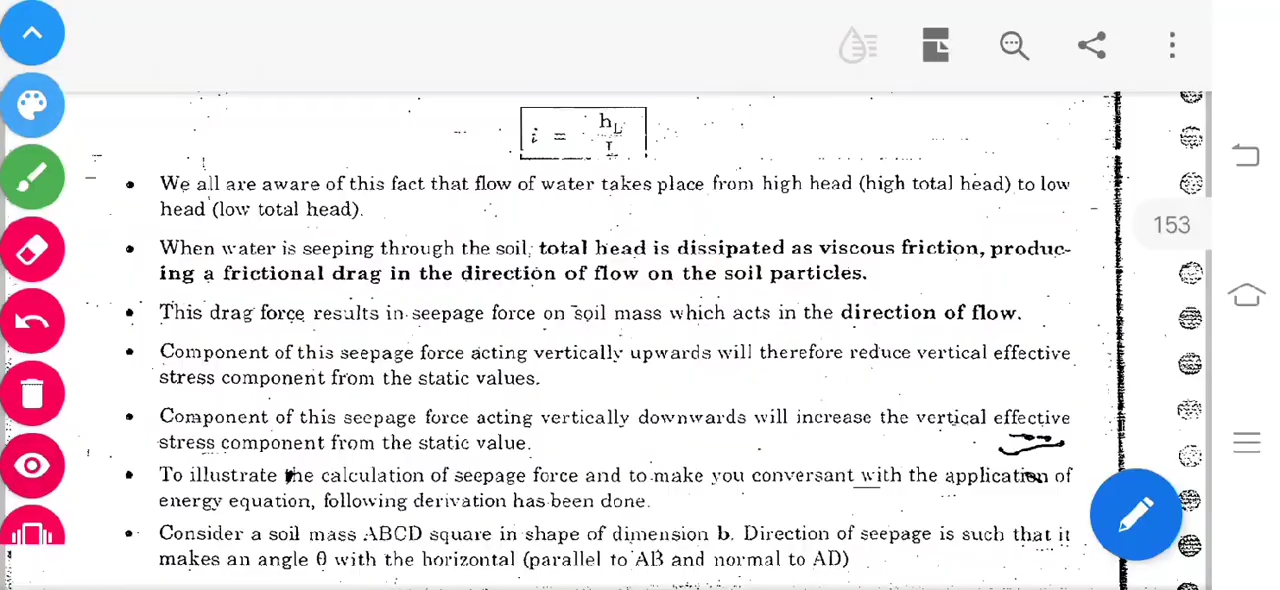 i = hL
L
• We all are aware of this fact that flow of water takes place from high head (high total head) to low
head (low total head).
• When water is seeping through the soil, total head is dissipated as viscous friction, produc-
ing a frictional drag in the direction of flow on the soil particles.
• This drag force results in seepage force on soil mass which acts in the direction of flow.
• Component of this seepage force acting vertically upwards will therefore reduce vertical effective
stress component from the static values.
• Component of this seepage force acting vertically downwards will increase the vertical effective
stress component from the static value.
• To illustrate the calculation of seepage force and to make you conversant with the application of
energy equation, following derivation has been done.
• Consider a soil mass ABCD square in shape of dimension b. Direction of seepage is such that it
makes an angle θ with the horizontal (parallel to AB and normal to AD)
153